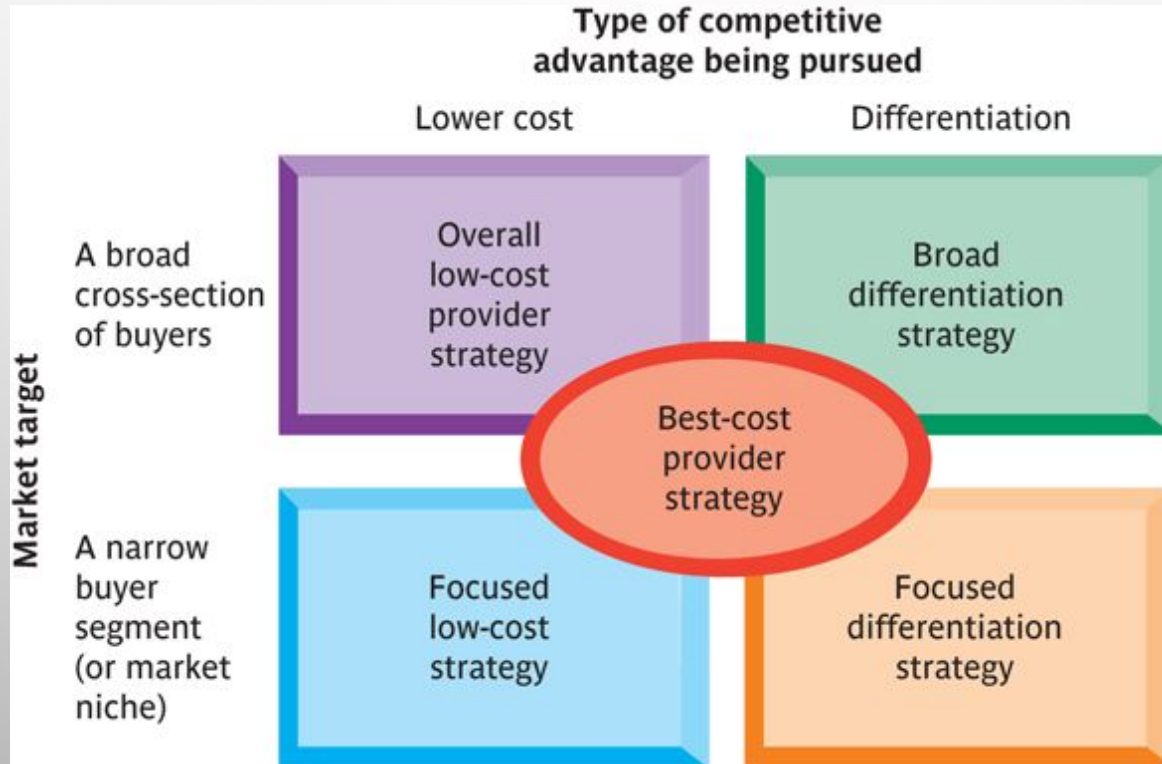 Type of competitive
advantage being pursued
Lower cost
Differentiation
Market target
A broad
cross-section
of buyers
Overall
low-cost
provider
strategy
Broad
differentiation
strategy
Best-cost
provider
strategy
A narrow
buyer
segment
(or market
niche)
Focused
low-cost
strategy
Focused
differentiation
strategy